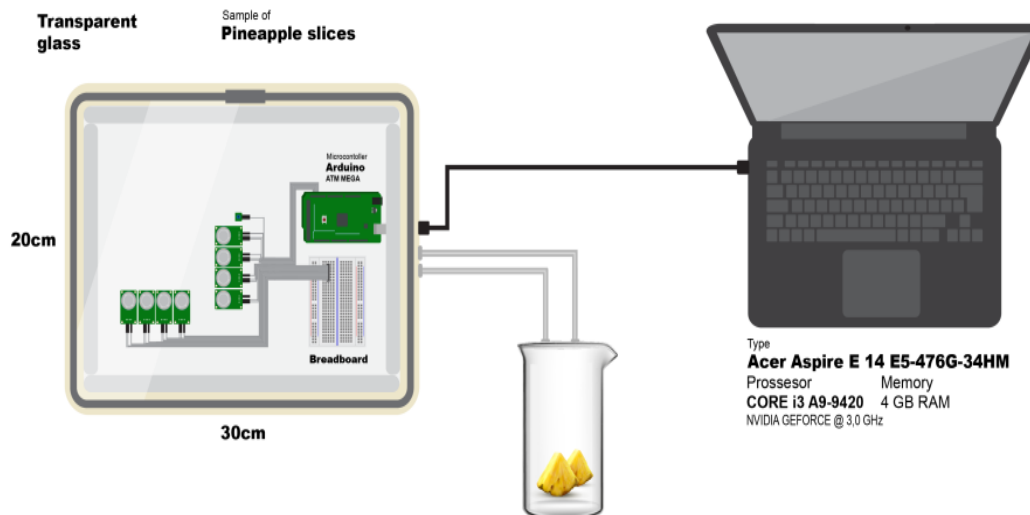 Transparent
glass
Sample of
Pineapple slices
Microcontoller
Arduino
ATM MEGA
20cm
Breadboard
30cm
Type
Acer Aspire E 14 E5-476G-34HM
Prossesor
Memory
CORE i3 A9-9420
4 GB RAM
NVIDIA GEFORCE @ 3,0 GHz